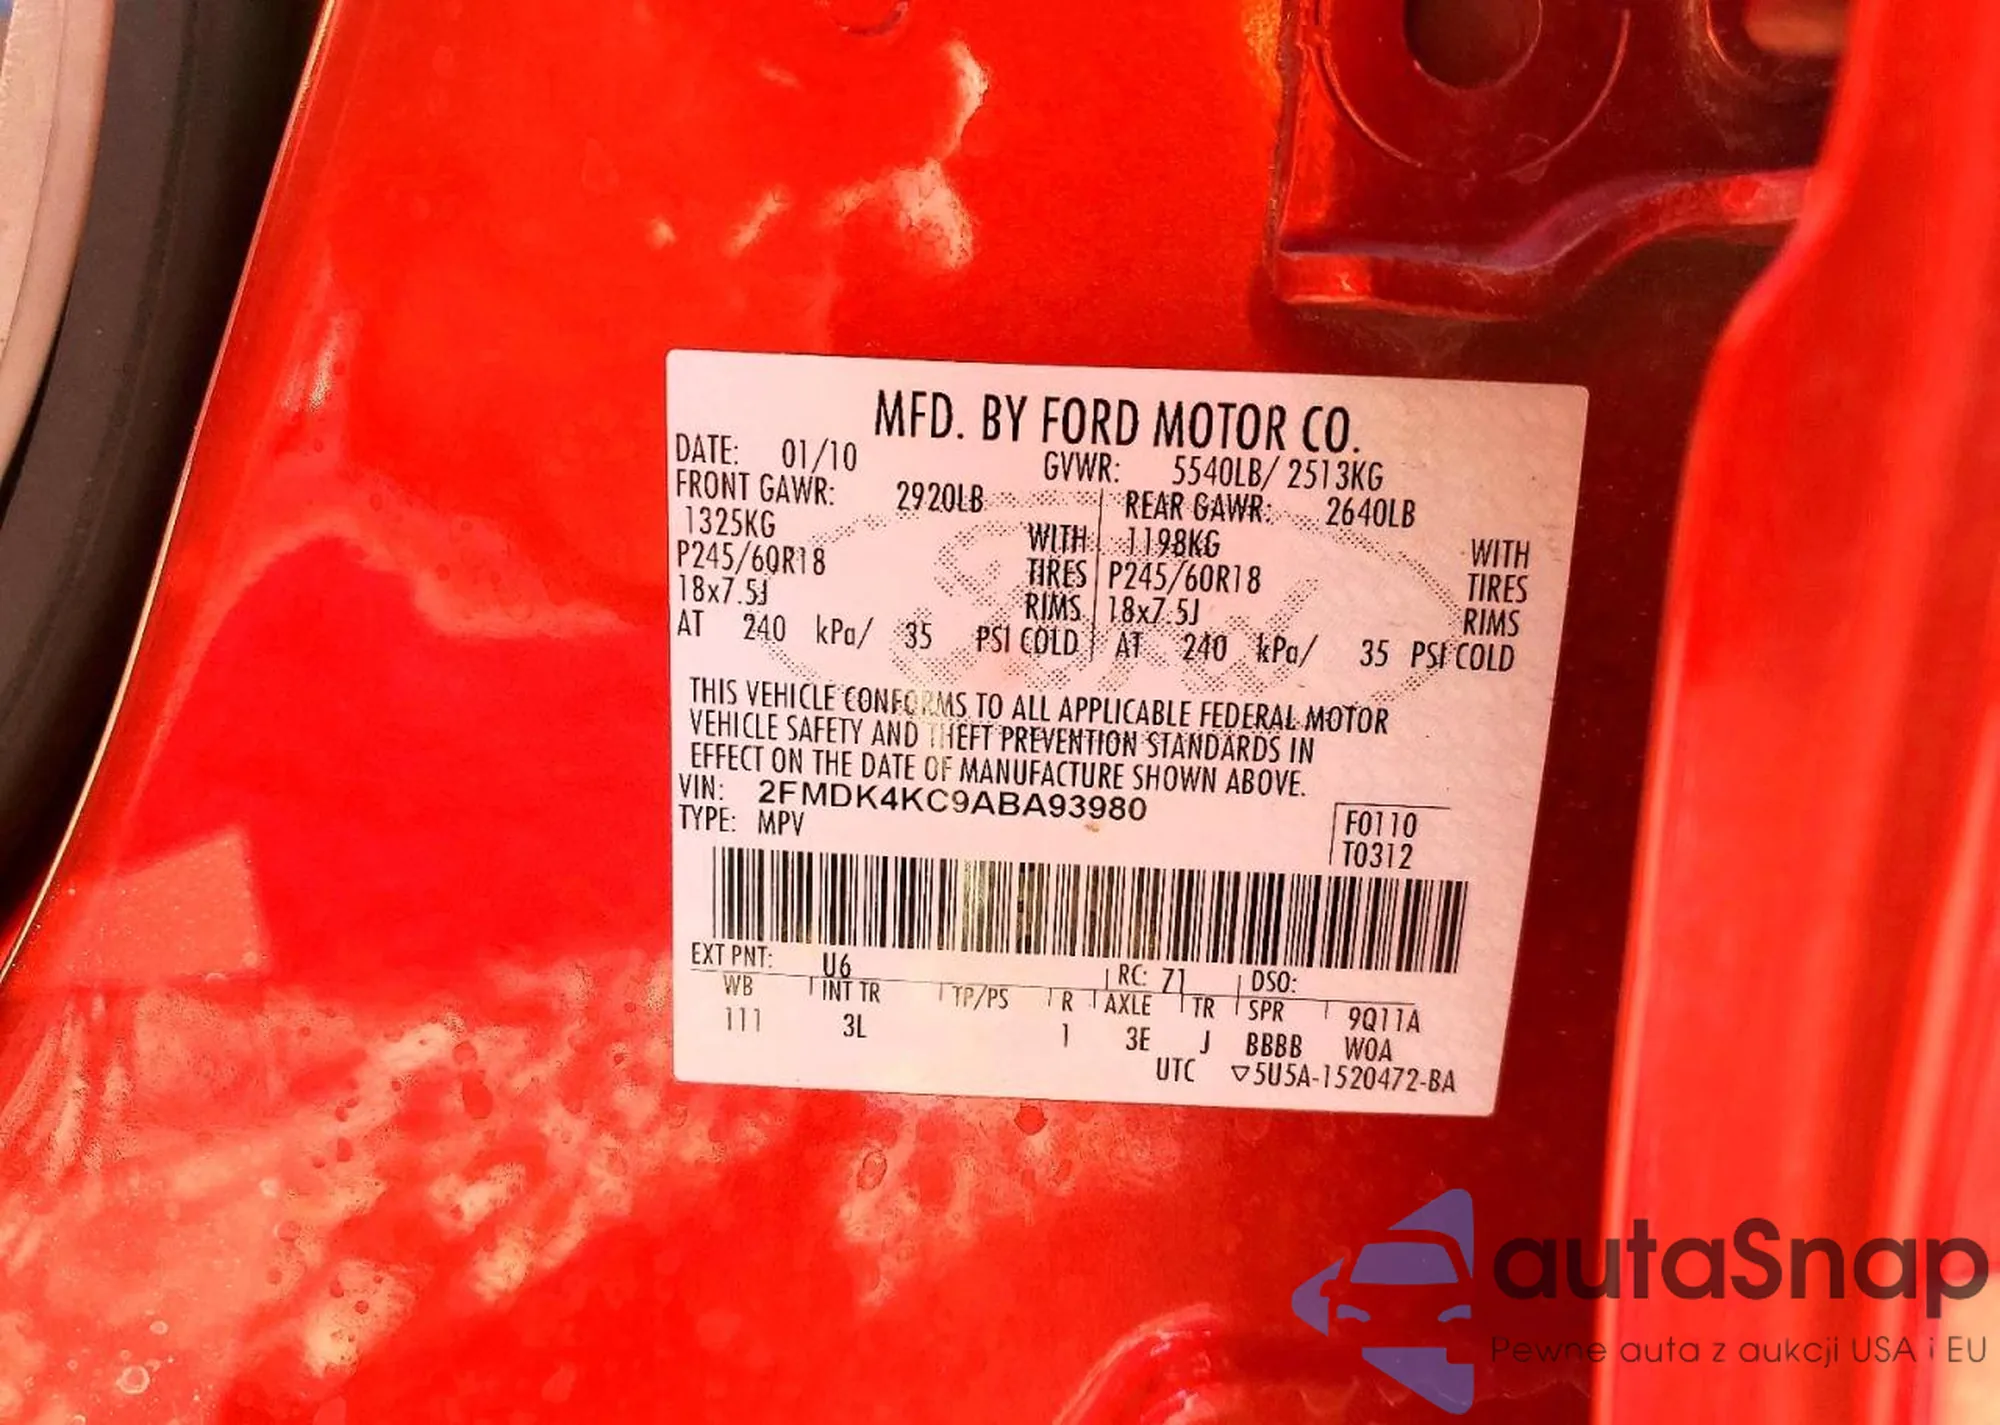 MFD. BY FORD MOTOR CO.
DATE: 01/10 GVWR: 5540LB/ 2513KG
FRONT GAWR: 2920LB REAR GAWR: 2640LB
1325KG WITH 1198KG WITH
P245/60R18 TIRES P245/60R18 TIRES
18x7.5J RIMS 18x7.5J RIMS
AT 240 kPa/ 35 PSI COLD AT 240 kPa/ 35 PSI COLD
THIS VEHICLE CONFORMS TO ALL APPLICABLE FEDERAL MOTOR
VEHICLE SAFETY AND THEFT PREVENTION STANDARDS IN
EFFECT ON THE DATE OF MANUFACTURE SHOWN ABOVE.
VIN: 2FMDK4KC9ABA93980
TYPE: MPV F0110
T0312
EXT PNT: U6 RC: 71 DSO:
WB INT TR TP/PS R AXLE TR SPR 9Q11A
111 3L 1 3E J BBBB W0A
UTC ▽5U5A-1520472-BA
autaSnap
Pewne auta z aukcji USA i EU